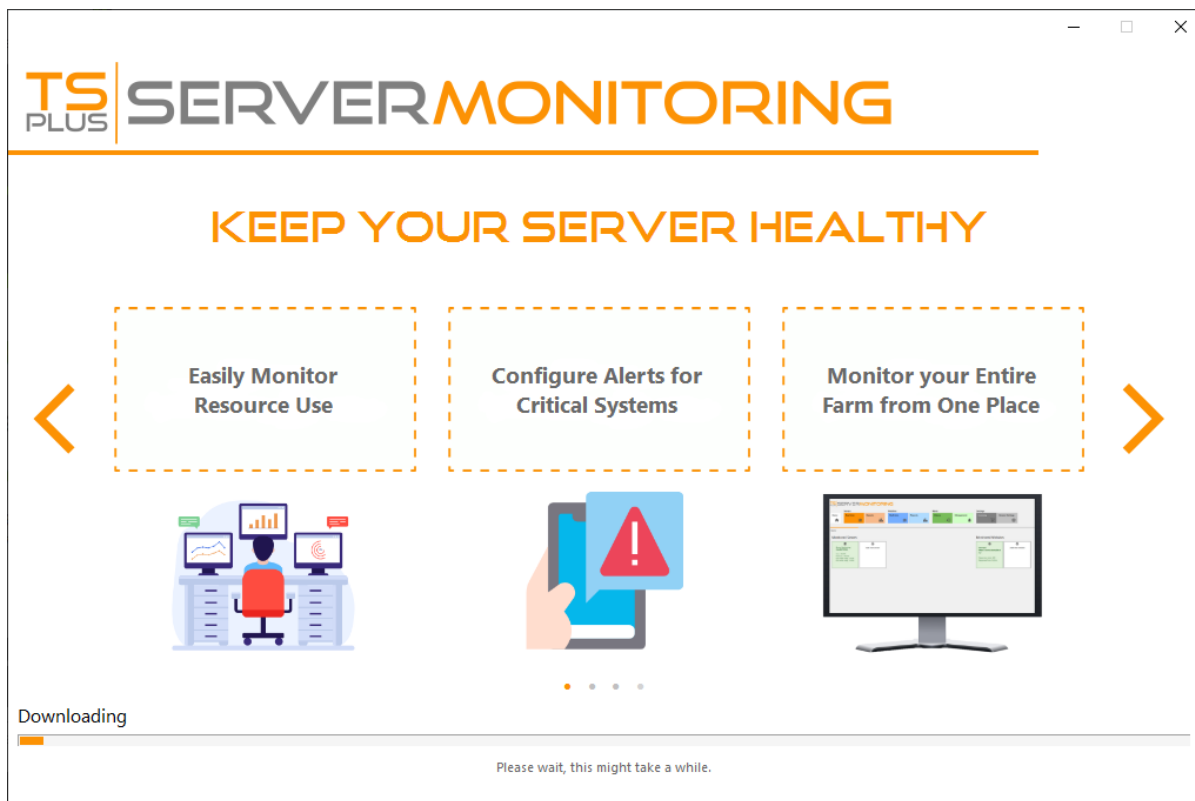 TS
PLUS
SERVERMONITORING
KEEP YOUR SERVER HEALTHY
Easily Monitor
Resource Use
Configure Alerts for
Critical Systems
Monitor your Entire
Farm from One Place
SERVERMONITORING
Downloading
Please wait, this might take a while.